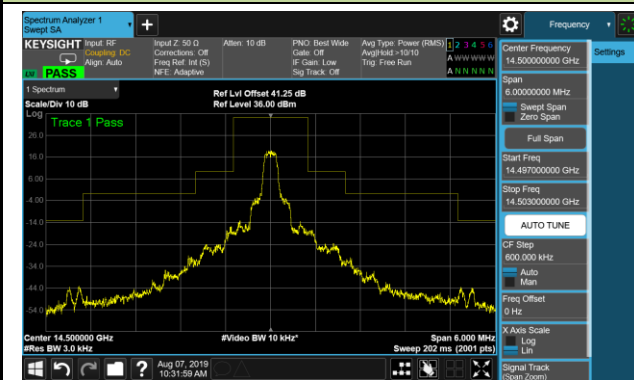 Spectrum Analyzer 1
Swept SA
+
Frequency
KEYSIGHT
Input: RF
Coupling: DC
Align: Auto
Input Z: 50 Ω
Corrections: Off
Freq Ref: Int (S)
NFE: Adaptive
Atten: 10 dB
PNO: Best Wide
Gate: Off
IF Gain: Low
Sig Track: Off
Avg Type: Power (RMS)
Avg|Hold:>10/10
Trig: Free Run
1 2 3 4 5 6
A W W W W W
A N N N N N
PASS
1 Spectrum
Scale/Div 10 dB
Ref Lvl Offset 41.25 dB
Ref Level 36.00 dBm
Log
Trace 1 Pass
26.0
16.0
6.00
-4.00
-14.0
-24.0
-34.0
-44.0
-54.0
Center 14.500000 GHz
#Res BW 3.0 kHz
#Video BW 10 kHz*
Span 6.000 MHz
Sweep 202 ms (2001 pts)
?
Aug 07, 2019
10:31:59 AM
Center Frequency
14.500000000 GHz
Settings
Span
6.00000000 MHz
Swept Span
Zero Span
Full Span
Start Freq
14.497000000 GHz
Stop Freq
14.503000000 GHz
AUTO TUNE
CF Step
600.000 kHz
Auto
Man
Freq Offset
0 Hz
X Axis Scale
Log
Lin
Signal Track
(Span Zoom)